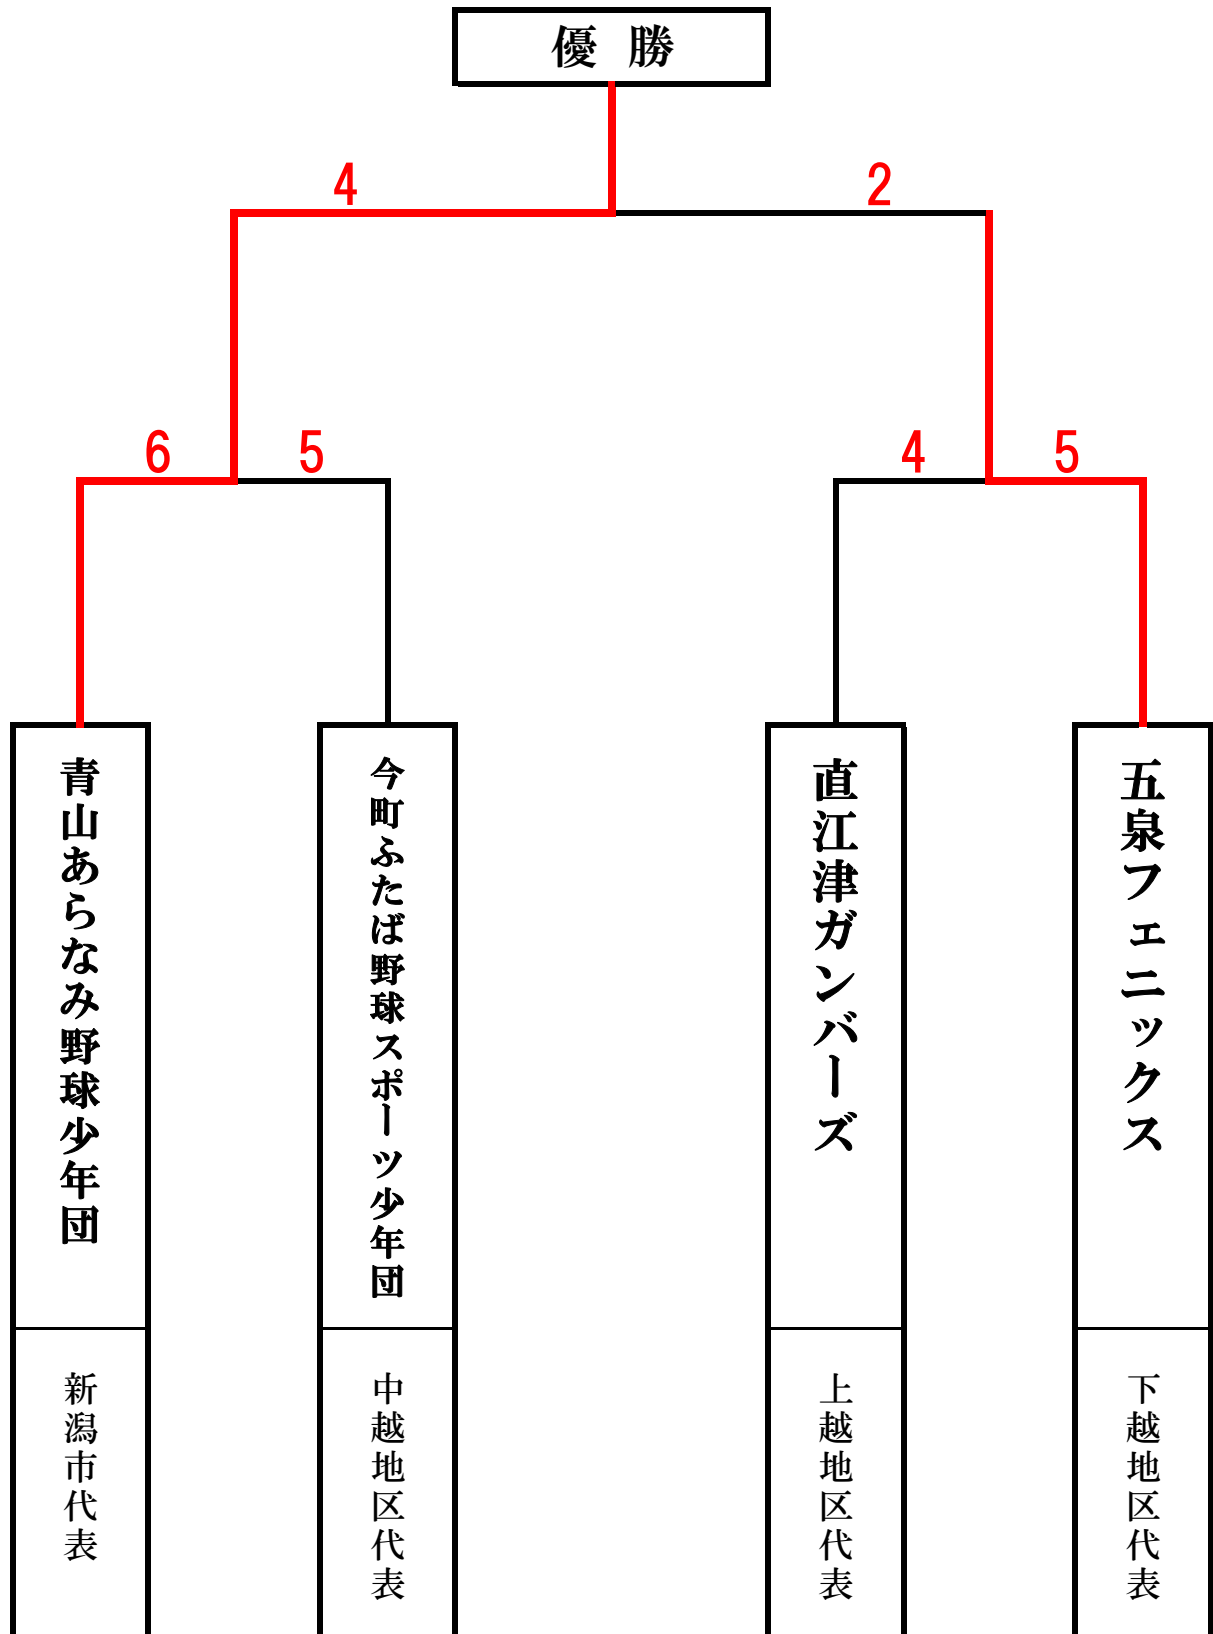 優 勝
4
2
6
5
4
5
青山あらなみ野球少年団
今町ふたば野球スポーツ少年団
直江津ガンバーズ
五泉フェニックス
新潟市代表
中越地区代表
上越地区代表
下越地区代表